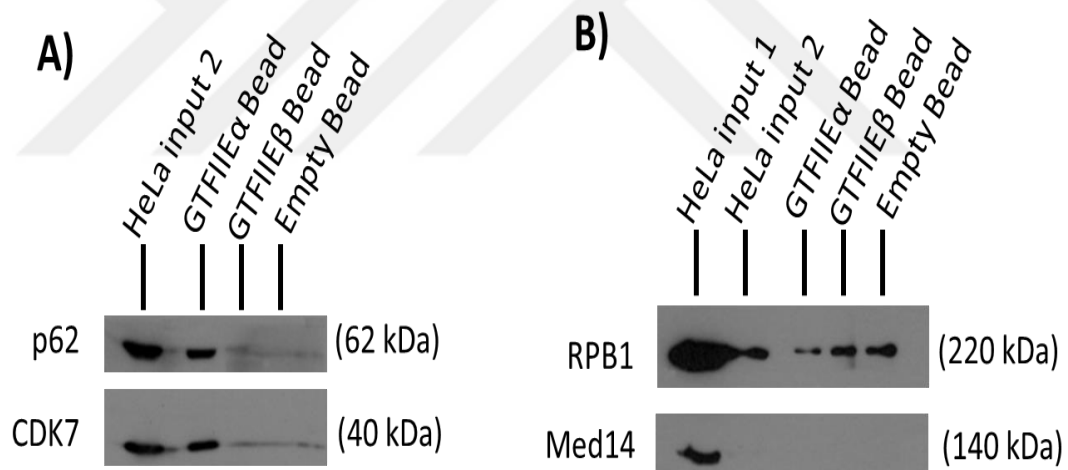 A)
HeLa input 2
GTFIIEα Bead
GTFIIEβ Bead
Empty Bead
p62
(62 kDa)
CDK7
(40 kDa)
B)
HeLa input 1
HeLa input 2
GTFIIEα Bead
GTFIIEβ Bead
Empty Bead
RPB1
(220 kDa)
Med14
(140 kDa)